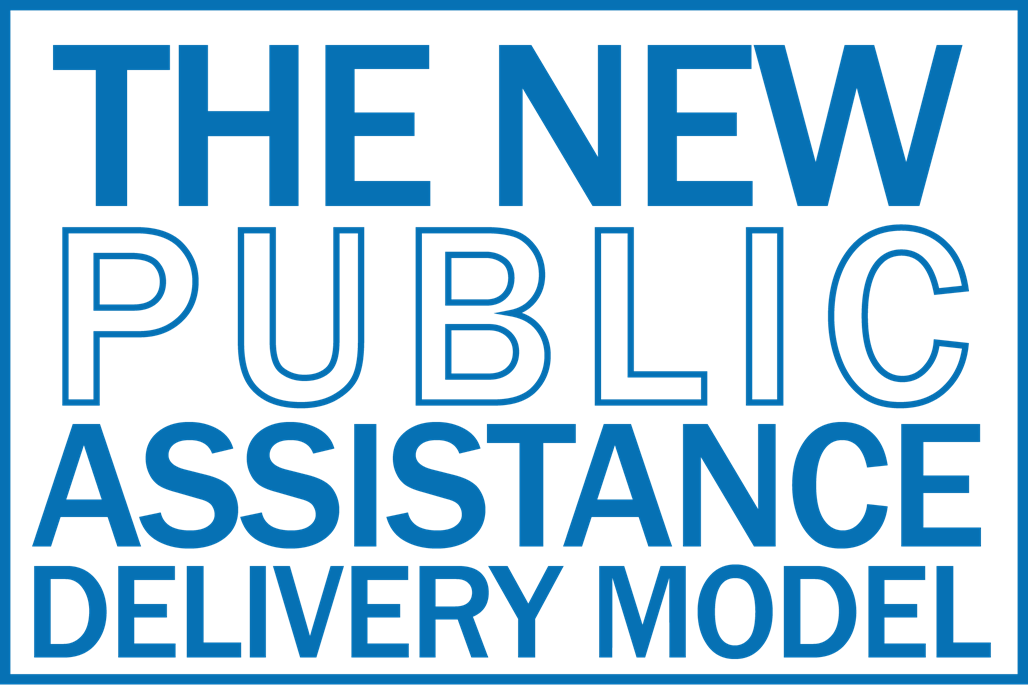 THE NEW
PUBLIC
ASSISTANCE
DELIVERY MODEL